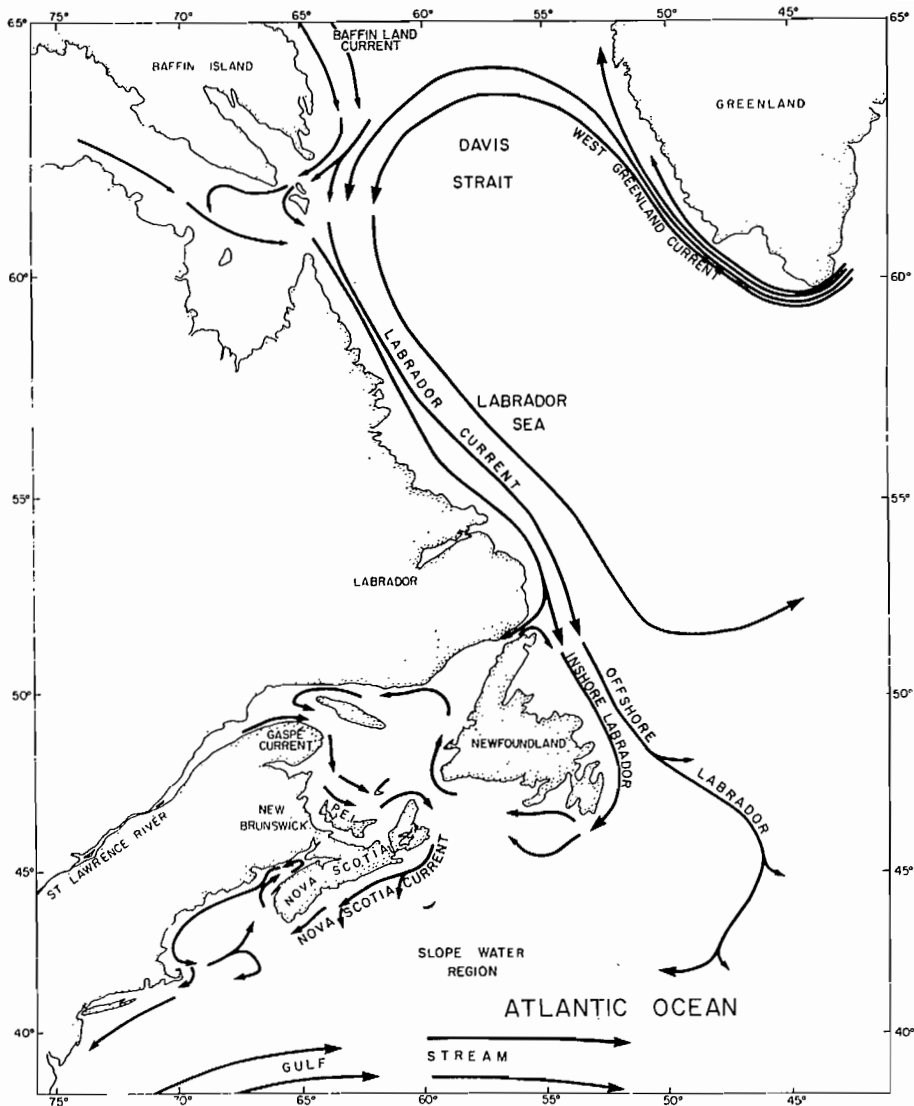 75° 70° 65° 60° 55° 50° 45° 41°
65°
65°
BAFFIN LAND
CURRENT
BAFFIN ISLAND
GREENLAND
DAVIS
STRAIT
WEST GREENLAND CURRENT
60°
60°
LABRADOR CURRENT
LABRADOR
SEA
55°
55°
LABRADOR
50°
50°
INSHORE LABRADOR
OFFSHORE LABRADOR
GASPE
CURRENT
NEWFOUNDLAND
NEW
BRUNSWICK
P.E.I.
ST LAWRENCE RIVER
NOVA SCOTIA
NOVA SCOTIA CURRENT
45°
45°
SLOPE WATER
REGION
ATLANTIC OCEAN
40°
40°
GULF STREAM
75° 70° 65° 60° 55° 50° 45°